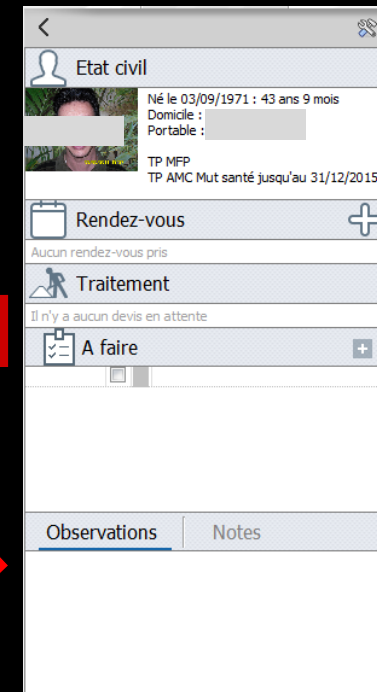 Etat civil
Né le 03/09/1971 : 43 ans 9 mois
Domicile :
Portable :
TP MFP
TP AMC Mut santé jusqu'au 31/12/2015
Rendez-vous
Aucun rendez-vous pris
Traitement
Il n'y a aucun devis en attente
A faire
Observations
Notes